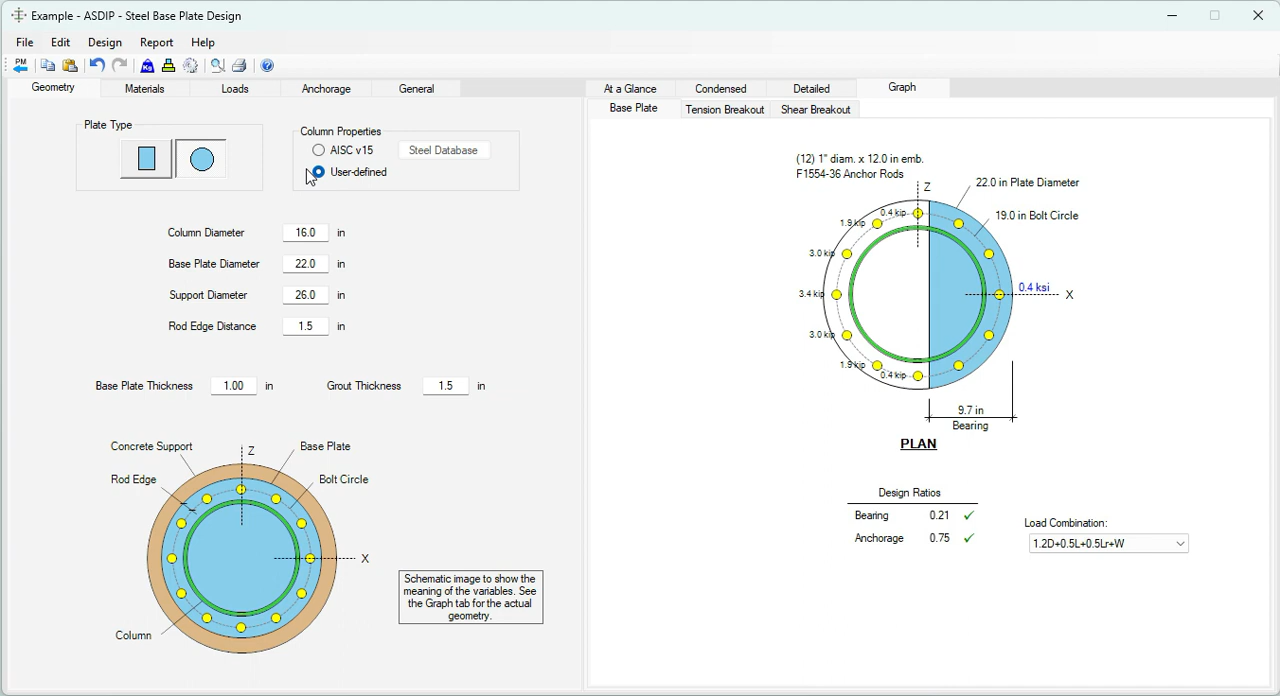 Example - ASDIP - Steel Base Plate Design
File Edit Design Report Help
PM
Kg
Geometry Materials Loads Anchorage General
At a Glance Condensed Detailed Graph
Base Plate Tension Breakout Shear Breakout
Plate Type
Column Properties
AISC v15
Steel Database
User-defined
Column Diameter 16.0 in
Base Plate Diameter 22.0 in
Support Diameter 26.0 in
Rod Edge Distance 1.5 in
Base Plate Thickness 1.00 in
Grout Thickness 1.5 in
Concrete Support
Z
Base Plate
Rod Edge
Bolt Circle
X
Column
Schematic image to show the
meaning of the variables. See
the Graph tab for the actual
geometry.
(12) 1" diam. x 12.0 in emb.
F1554-36 Anchor Rods
Z
22.0 in Plate Diameter
19.0 in Bolt Circle
0.4 kip
1.9 kip
3.0 kip
3.4 kip
0.4 ksi
X
3.0 kip
1.9 kip
0.4 kip
9.7 in
Bearing
PLAN
Design Ratios
Bearing 0.21
Anchorage 0.75
Load Combination:
1.2D+0.5L+0.5Lr+W